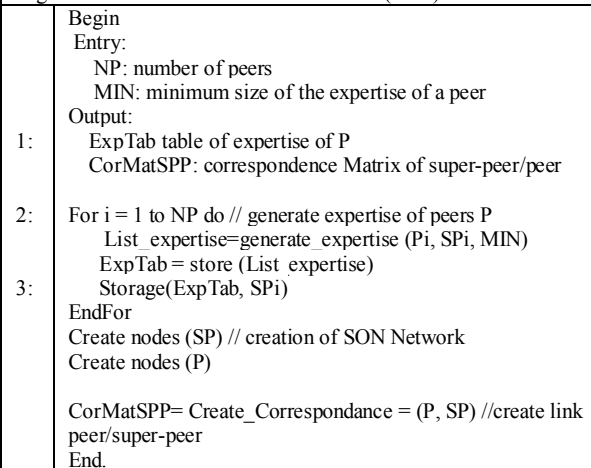 Begin
Entry:
NP: number of peers
MIN: minimum size of the expertise of a peer
Output:
1: ExpTab table of expertise of P
CorMatSPP: correspondence Matrix of super-peer/peer
2: For i = 1 to NP do // generate expertise of peers P
List_expertise=generate_expertise (Pi, SPi, MIN)
ExpTab = store (List_expertise)
3: Storage(ExpTab, SPi)
EndFor
Create nodes (SP) // creation of SON Network
Create nodes (P)
CorMatSPP= Create_Correspondance = (P, SP) //create link
peer/super-peer
End.